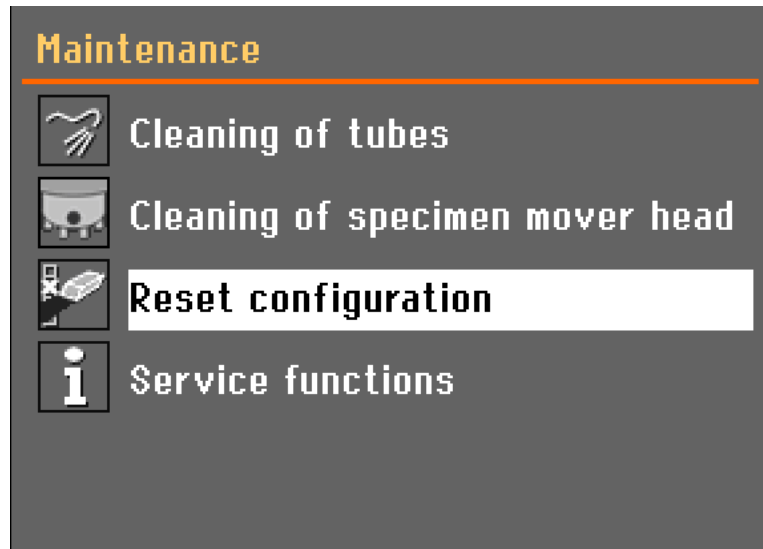 Maintenance
Cleaning of tubes
Cleaning of specimen mover head
Reset configuration
Service functions